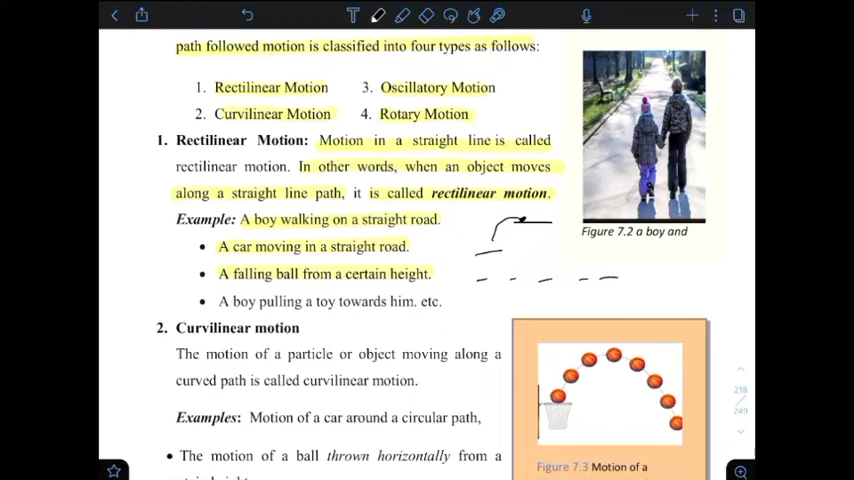 path followed motion is classified into four types as follows:
1. Rectilinear Motion 3. Oscillatory Motion
2. Curvilinear Motion 4. Rotary Motion
1. Rectilinear Motion: Motion in a straight line is called
rectilinear motion. In other words, when an object moves
along a straight line path, it is called rectilinear motion.
Example: A boy walking on a straight road.
• A car moving in a straight road.
• A falling ball from a certain height.
• A boy pulling a toy towards him. etc.
Figure 7.2 a boy and
2. Curvilinear motion
The motion of a particle or object moving along a
curved path is called curvilinear motion.
Examples: Motion of a car around a circular path,
• The motion of a ball thrown horizontally from a
Figure 7.3 Motion of a
218
249